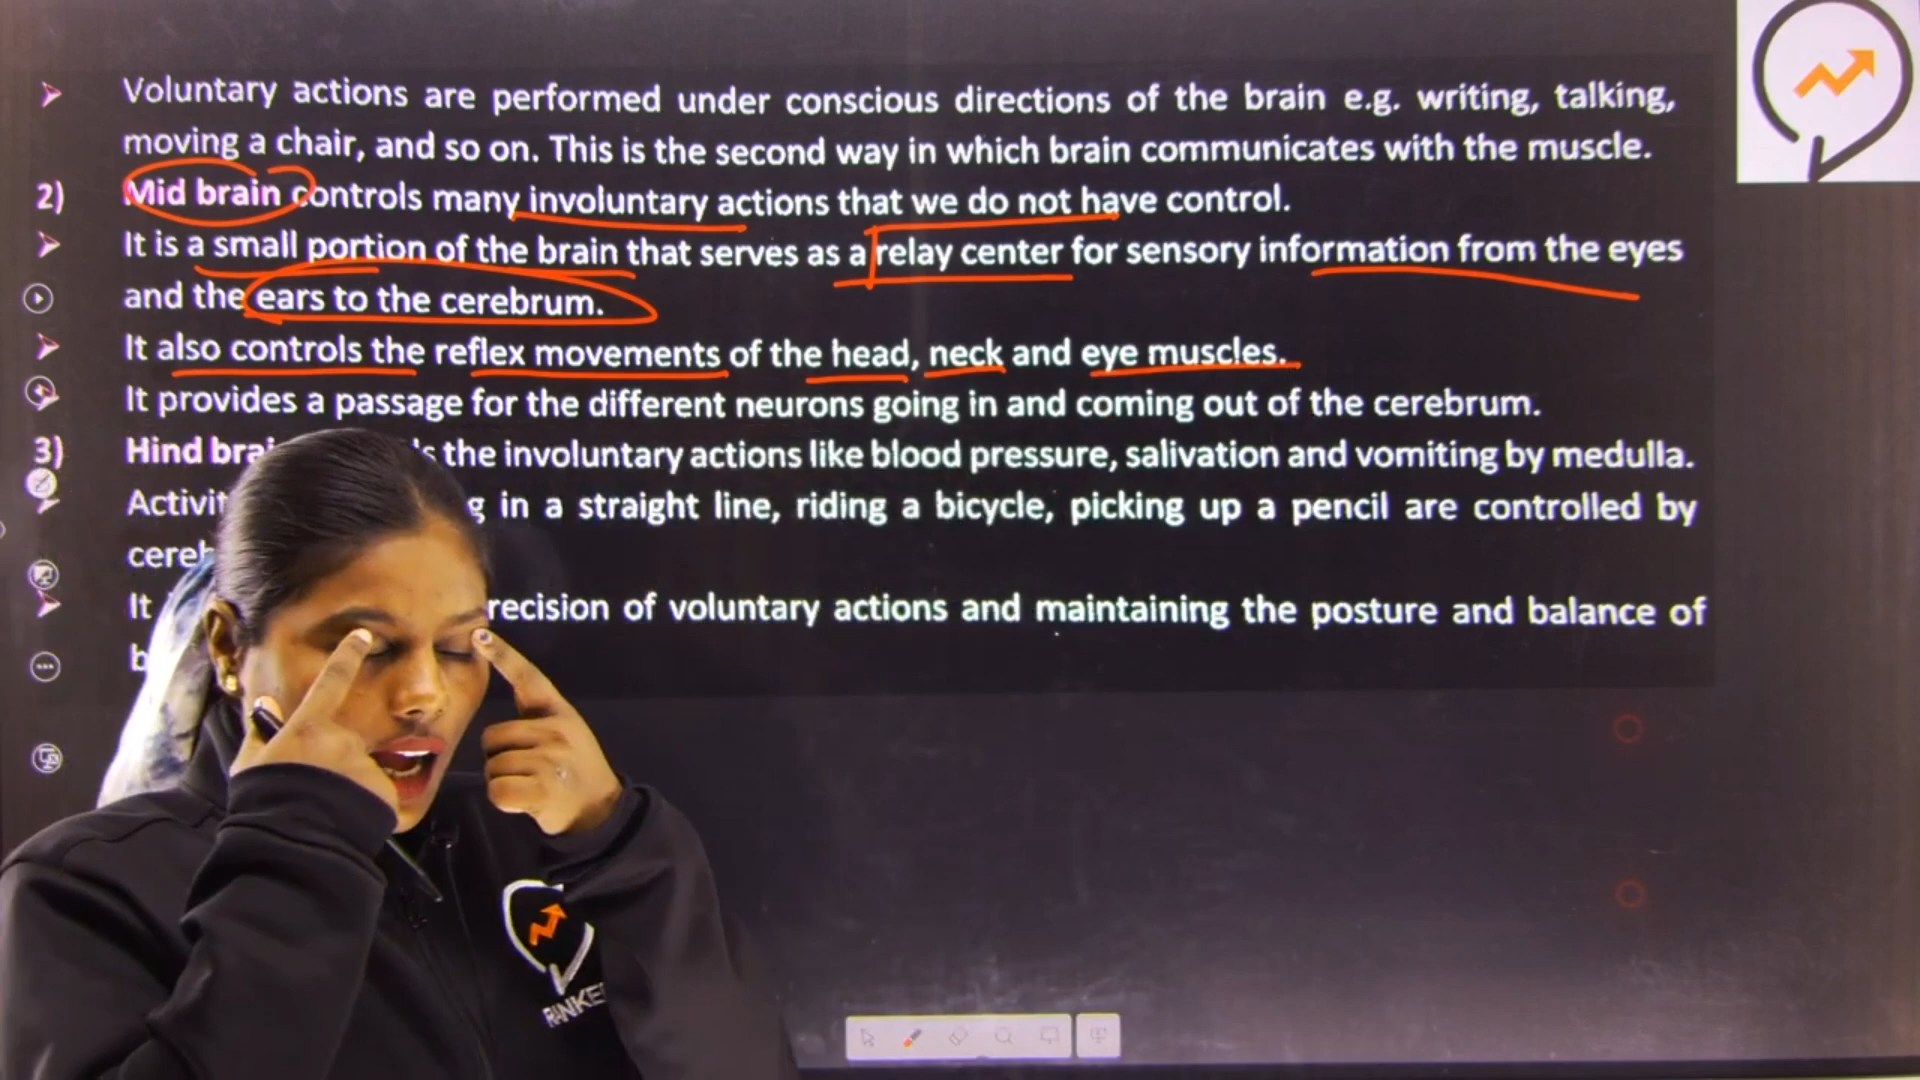 Voluntary actions are performed under conscious directions of the brain e.g. writing, talking,
moving a chair, and so on. This is the second way in which brain communicates with the muscle.
2) Mid brain controls many involuntary actions that we do not have control.
It is a small portion of the brain that serves as a relay center for sensory information from the eyes
and the ears to the cerebrum.
It also controls the reflex movements of the head, neck and eye muscles.
It provides a passage for the different neurons going in and coming out of the cerebrum.
3) Hind the involuntary actions like blood pressure, salivation and vomiting by medulla.
in a straight line, riding a bicycle, picking up a pencil are controlled by
It of voluntary actions and maintaining the posture and balance of